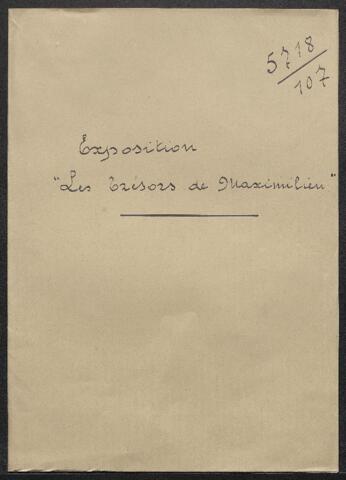 5718/107
Exposition
"Les Trésors de Maximilien"